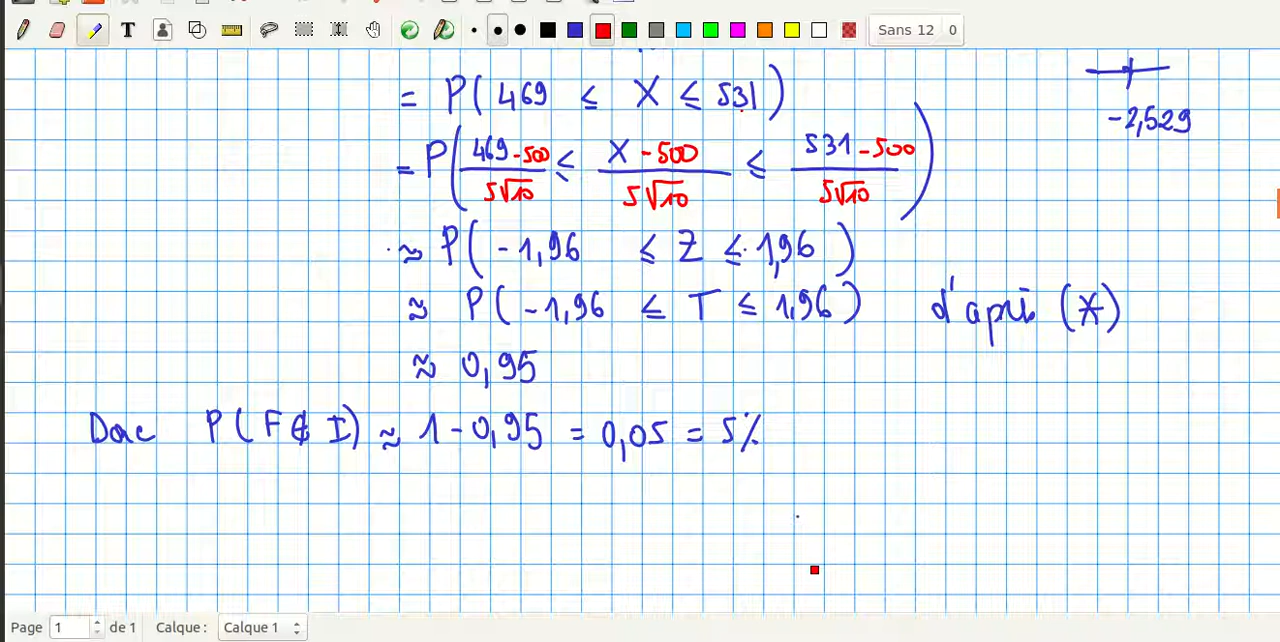 Sans 12 0
= P( 469 ≤ X ≤ 531 )
-2,529
= P( (469 - 500)/(5√10) ≤ (X - 500)/(5√10) ≤ (531 - 500)/(5√10) )
≈ P( -1,96 ≤ Z ≤ 1,96 )
≈ P( -1,96 ≤ T ≤ 1,96 ) d'après (*)
≈ 0,95
Donc P( F ∉ I ) ≈ 1 - 0,95 = 0,05 = 5%
Page 1 de 1 Calque : Calque 1